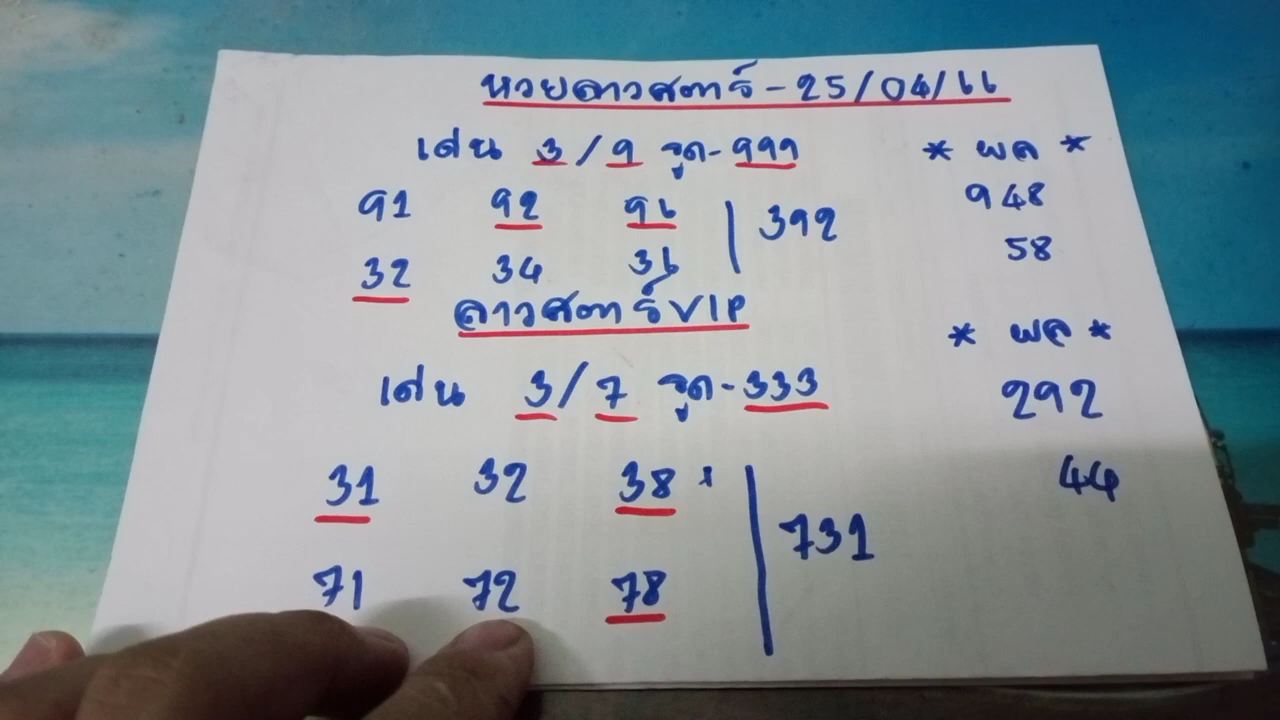 หวยลาวสตาร์-25/04/66
เด่น 3/9 รูด-999
91 92 96 392
32 34 36
* ผล *
948
58
ลาวสตาร์VIP
เด่น 3/7 รูด-333
31 32 38 731
71 72 78
* ผล *
292
44